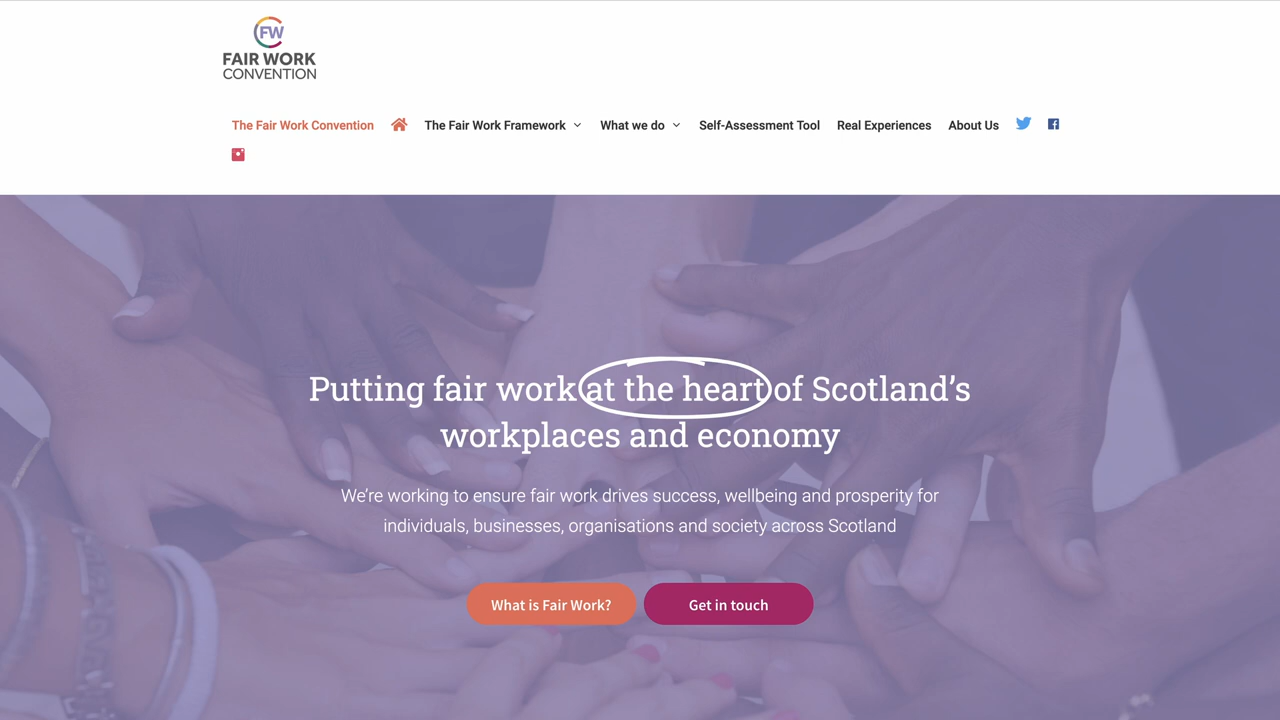 FW
FAIR WORK
CONVENTION
The Fair Work Convention The Fair Work Framework What we do Self-Assessment Tool Real Experiences About Us
Putting fair work at the heart of Scotland’s
workplaces and economy
We’re working to ensure fair work drives success, wellbeing and prosperity for
individuals, businesses, organisations and society across Scotland
What is Fair Work? Get in touch